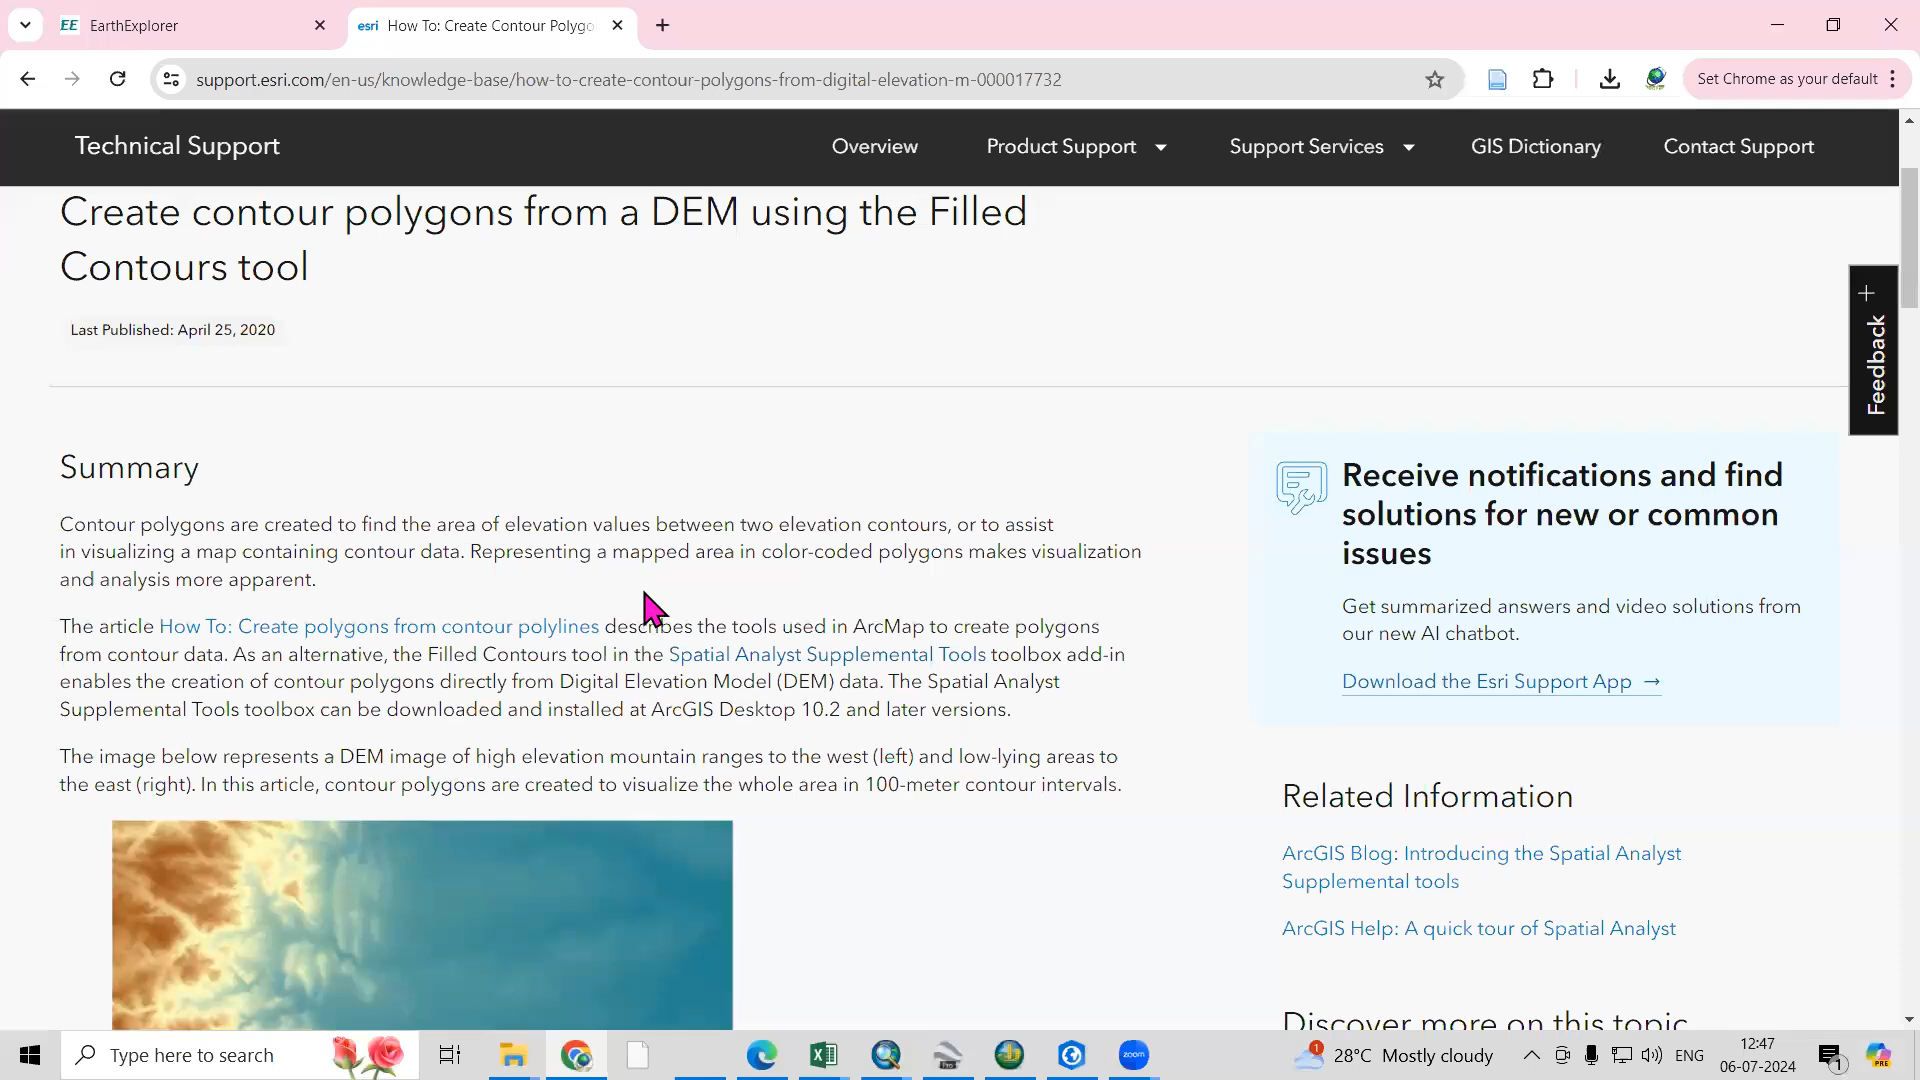 EE EarthExplorer
esri How To: Create Contour Polygo
support.esri.com/en-us/knowledge-base/how-to-create-contour-polygons-from-digital-elevation-m-000017732
Set Chrome as your default
Technical Support
Overview
Product Support
Support Services
GIS Dictionary
Contact Support
Create contour polygons from a DEM using the Filled
Contours tool
Last Published: April 25, 2020
Feedback
Summary
Contour polygons are created to find the area of elevation values between two elevation contours, or to assist
in visualizing a map containing contour data. Representing a mapped area in color-coded polygons makes visualization
and analysis more apparent.
The article How To: Create polygons from contour polylines describes the tools used in ArcMap to create polygons
from contour data. As an alternative, the Filled Contours tool in the Spatial Analyst Supplemental Tools toolbox add-in
enables the creation of contour polygons directly from Digital Elevation Model (DEM) data. The Spatial Analyst
Supplemental Tools toolbox can be downloaded and installed at ArcGIS Desktop 10.2 and later versions.
The image below represents a DEM image of high elevation mountain ranges to the west (left) and low-lying areas to
the east (right). In this article, contour polygons are created to visualize the whole area in 100-meter contour intervals.
Receive notifications and find
solutions for new or common
issues
Get summarized answers and video solutions from
our new AI chatbot.
Download the Esri Support App →
Related Information
ArcGIS Blog: Introducing the Spatial Analyst
Supplemental tools
ArcGIS Help: A quick tour of Spatial Analyst
Discover more on this topic
Type here to search
zoom
1
28°C Mostly cloudy
ENG
12:47
06-07-2024
1
PRE